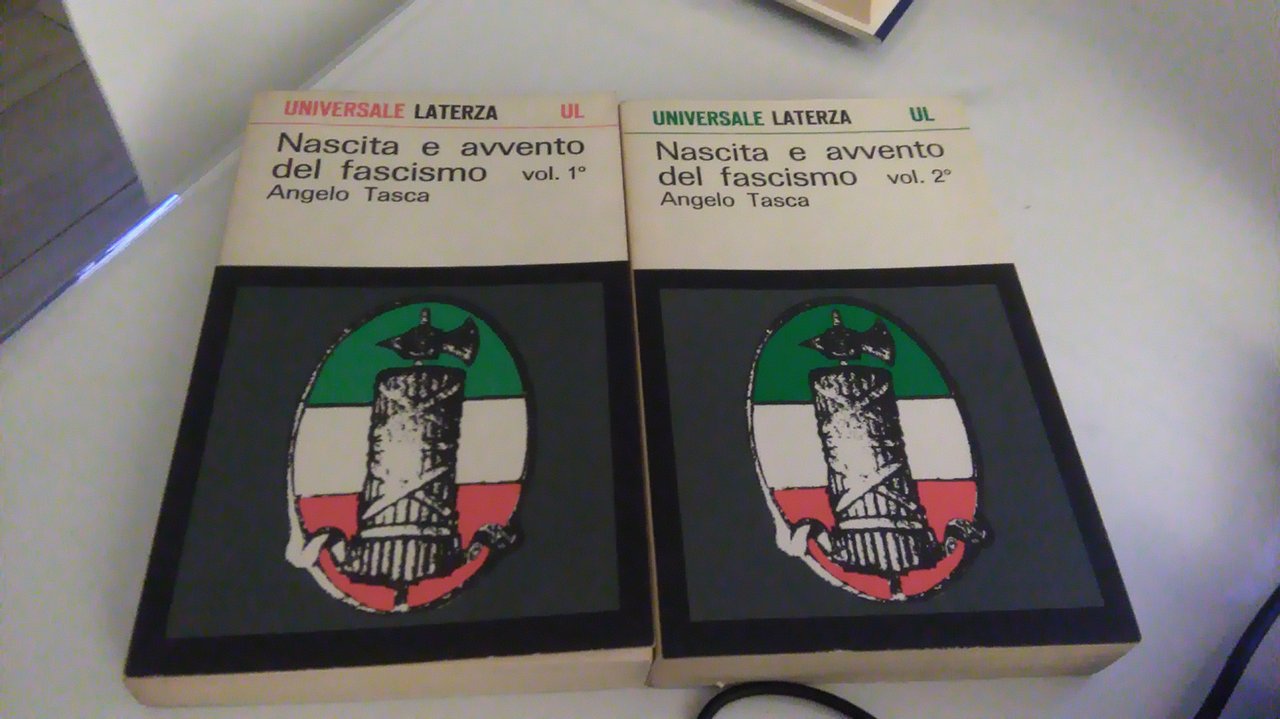 UNIVERSALE LATERZA UL
Nascita e avvento
del fascismo vol. 1°
Angelo Tasca
UNIVERSALE LATERZA UL
Nascita e avvento
del fascismo vol. 2°
Angelo Tasca